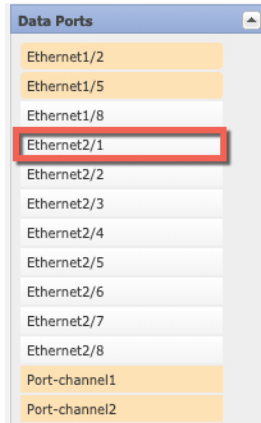 Data Ports
Ethernet1/2
Ethernet1/5
Ethernet1/8
Ethernet2/1
Ethernet2/2
Ethernet2/3
Ethernet2/4
Ethernet2/5
Ethernet2/6
Ethernet2/7
Ethernet2/8
Port-channel1
Port-channel2